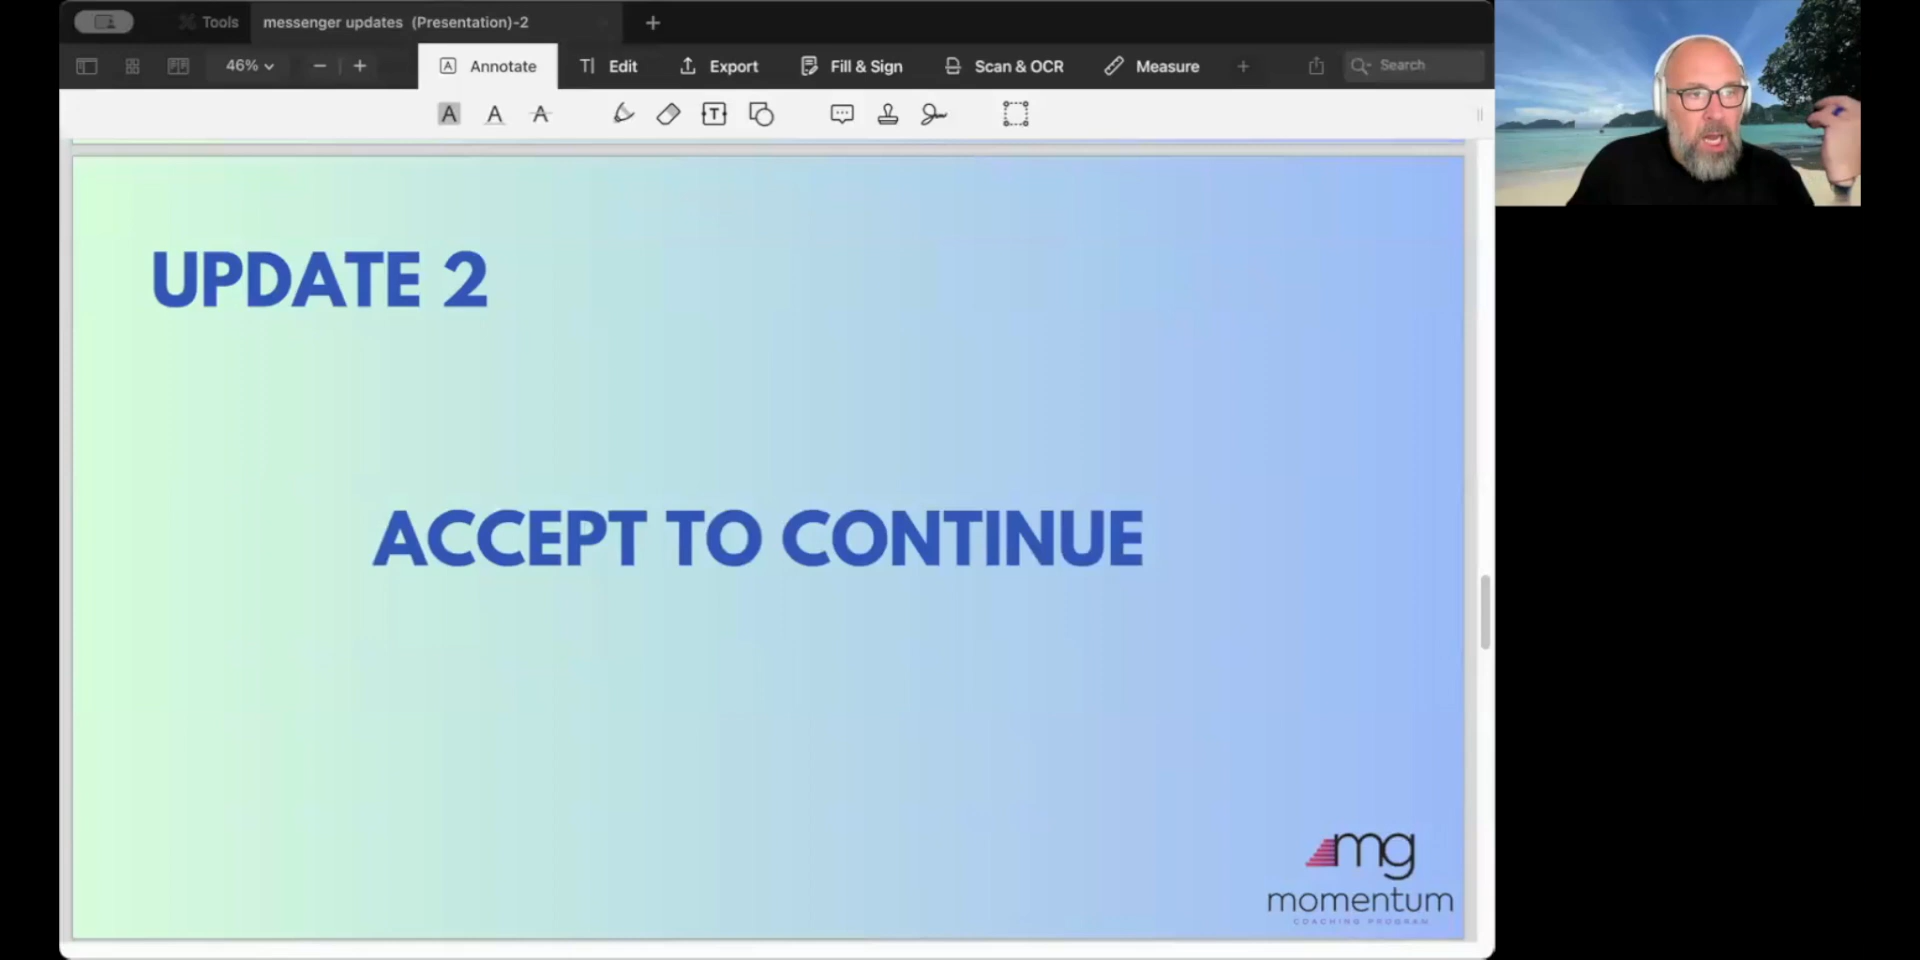 Tools
messenger updates (Presentation)-2
46%
Annotate
Edit
Export
Fill & Sign
Scan & OCR
Measure
Search
UPDATE 2
ACCEPT TO CONTINUE
mg
momentum
COACHING PROGRAM